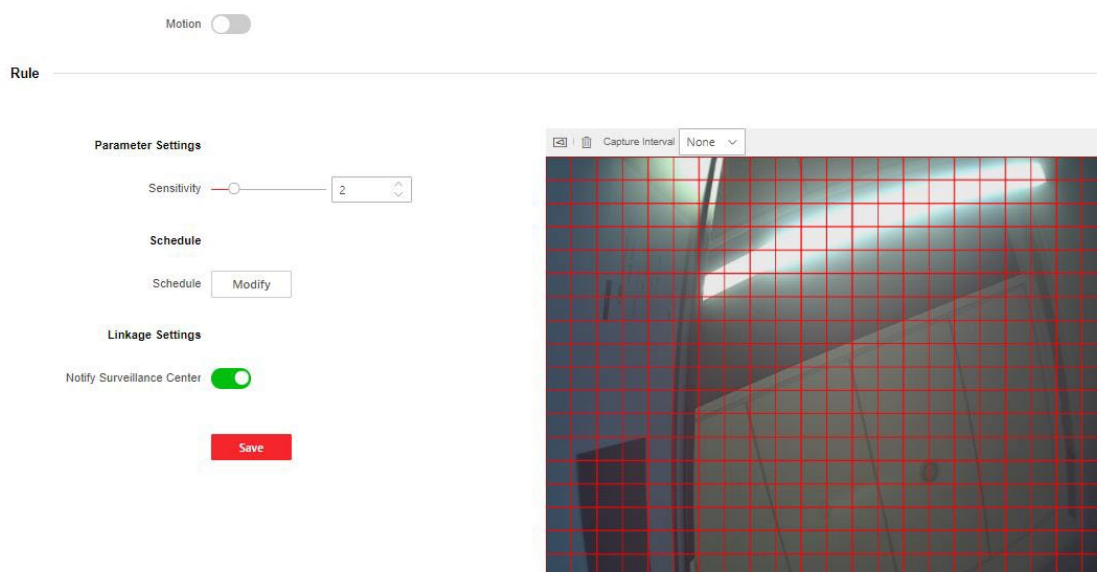 Motion
Rule
Parameter Settings
Capture Interval None
Sensitivity 2
Schedule
Schedule Modify
Linkage Settings
Notify Surveillance Center
Save